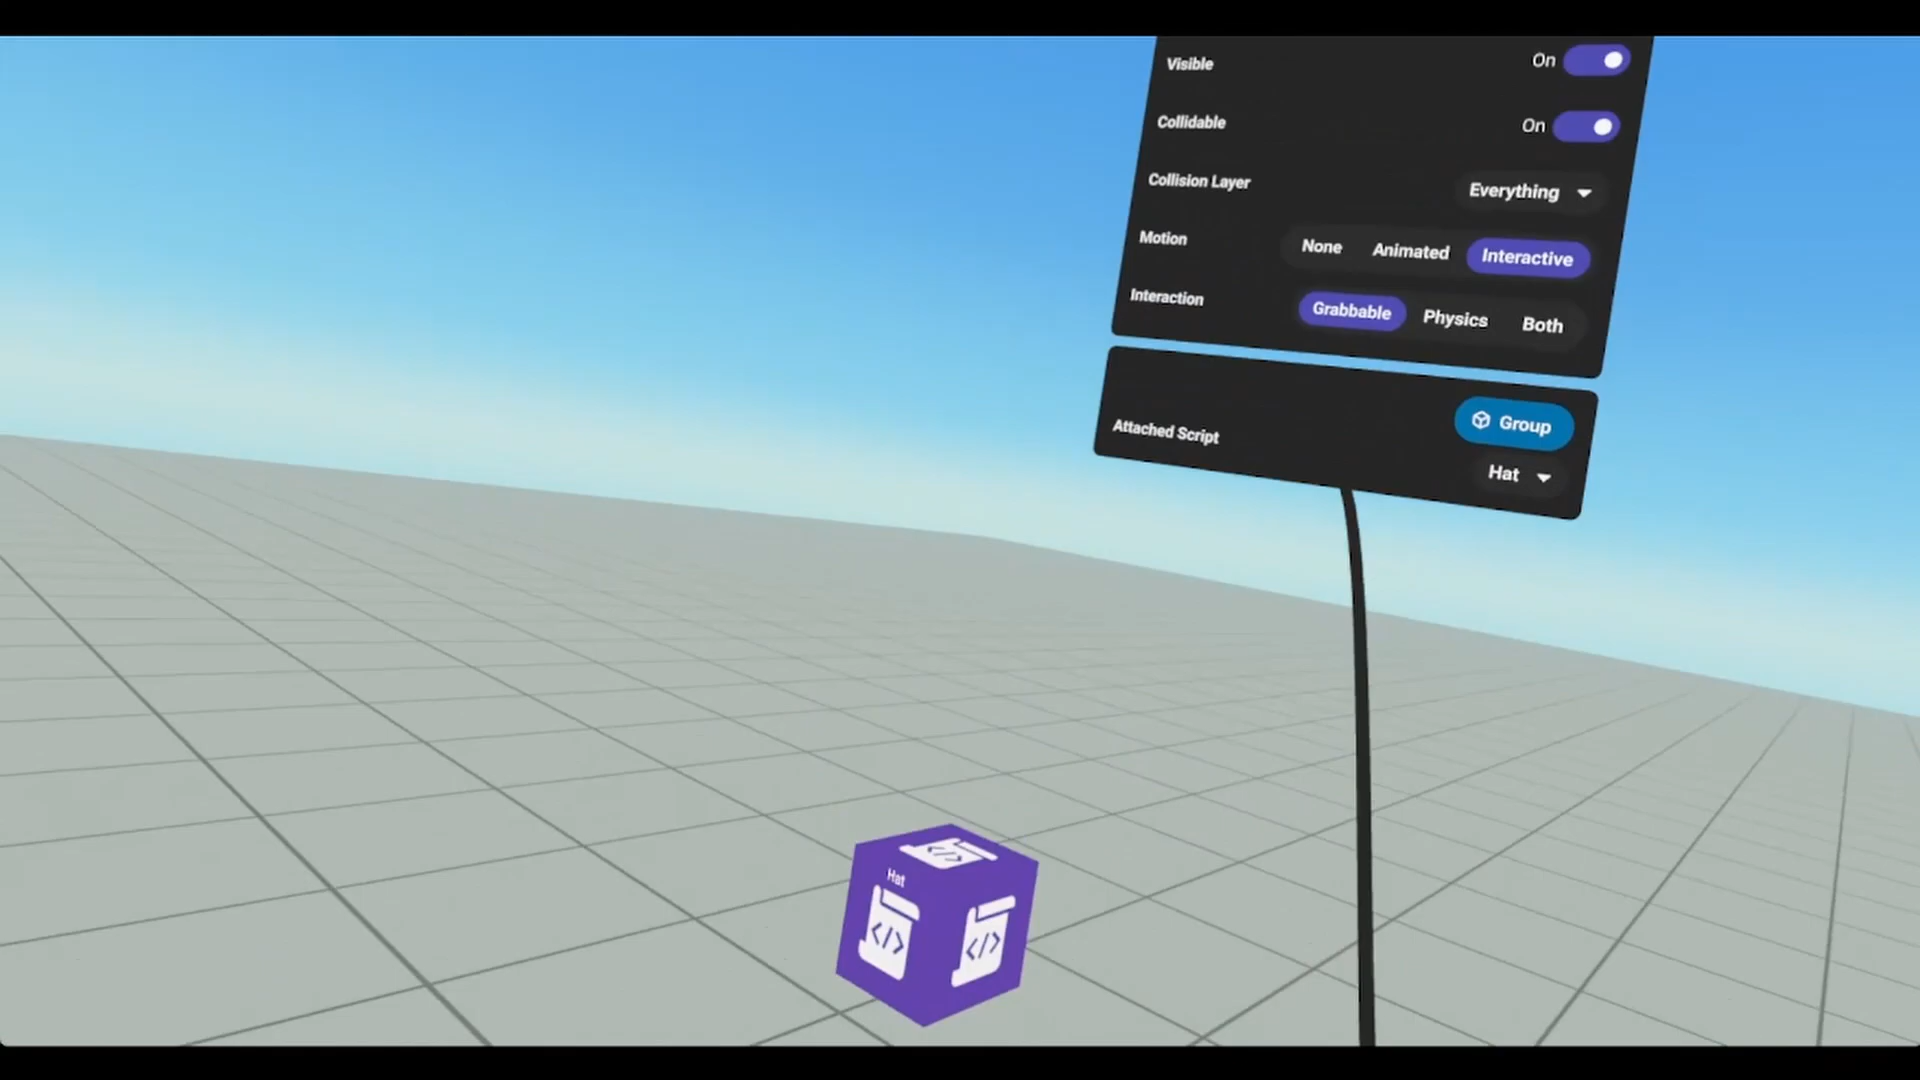 Visible On
Collidable On
Collision Layer Everything
Motion None Animated Interactive
Interaction Grabbable Physics Both
Group
Attached Script Hat
Hat